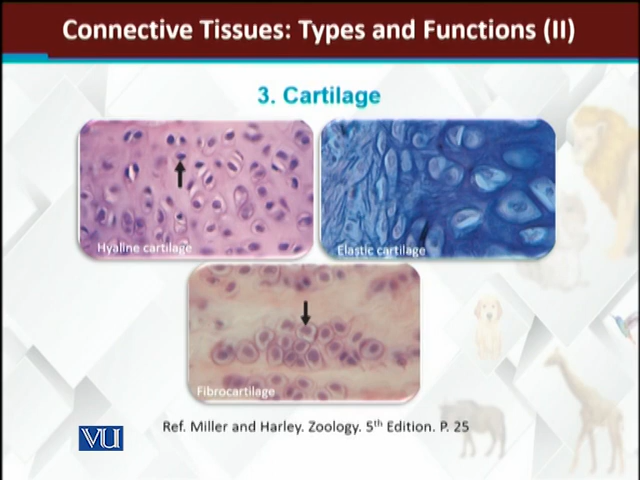 Connective Tissues: Types and Functions (II)
3. Cartilage
Hyaline cartilage
Elastic cartilage
Fibrocartilage
Ref. Miller and Harley. Zoology. 5th Edition. P. 25
VU